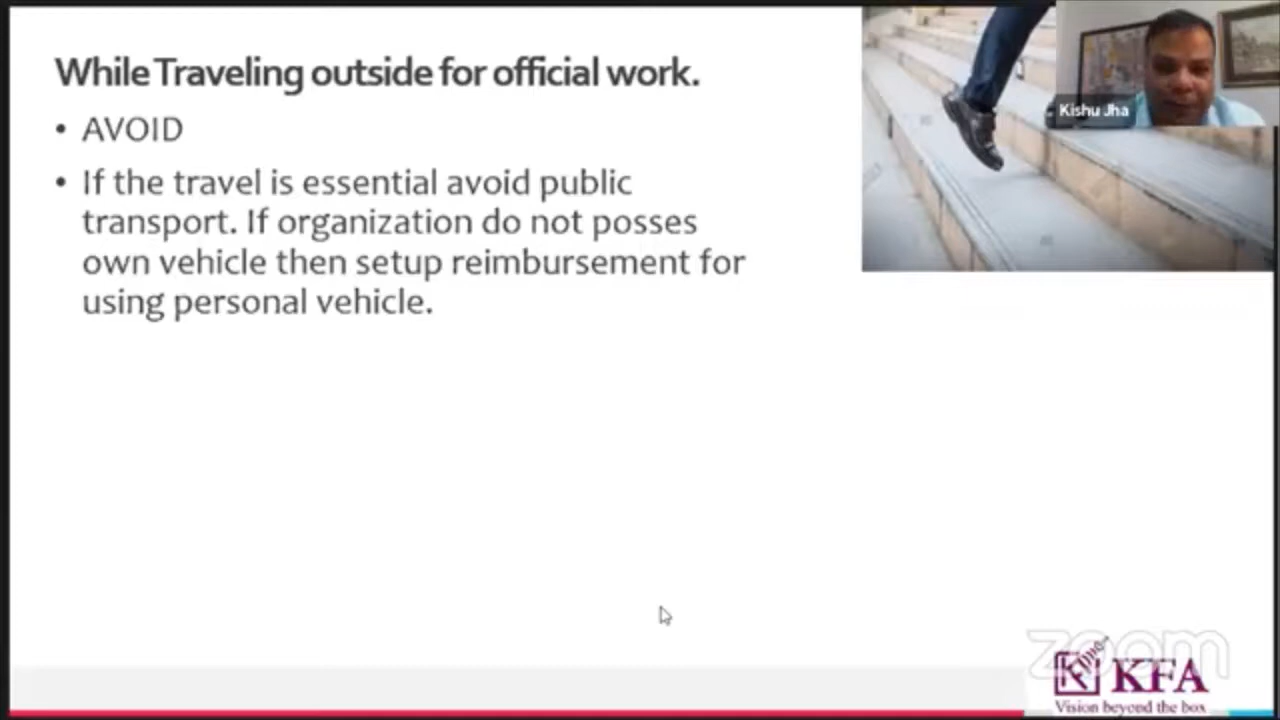 While Traveling outside for official work.
• AVOID
• If the travel is essential avoid public
transport. If organization do not posses
own vehicle then setup reimbursement for
using personal vehicle.
Kishu Jha
zoom
KFA
Vision beyond the box